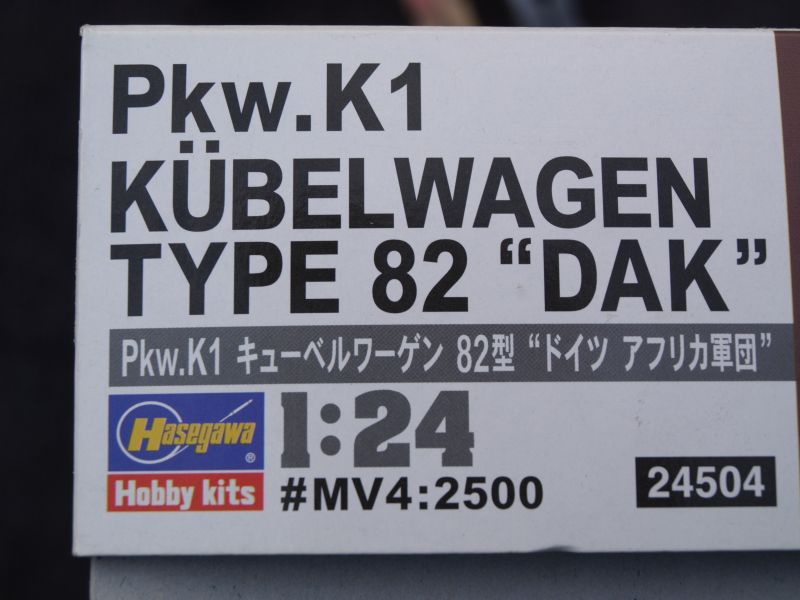 Pkw.K1
KÜBELWAGEN
TYPE 82 “DAK”
Pkw.K1 キューベルワーゲン 82型 “ドイツ アフリカ軍団”
Hasegawa ®
Hobby kits
1:24
#MV4:2500
24504